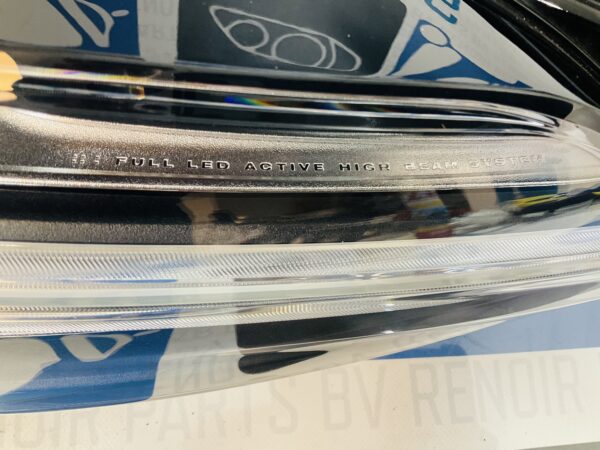 FULL LED ACTIVE HIGH BEAM SYSTEM
PARTS BV RENOIR